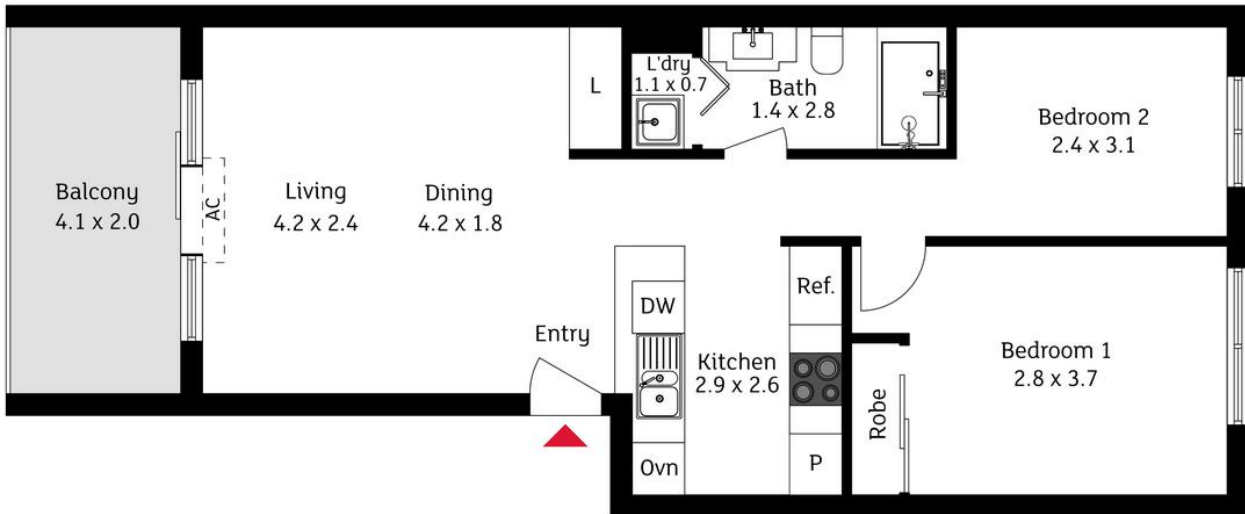 L'dry
1.1 x 0.7
L
Bath
1.4 x 2.8
Bedroom 2
2.4 x 3.1
Balcony
4.1 x 2.0
AC
Living
4.2 x 2.4
Dining
4.2 x 1.8
Entry
DW
Ref.
Kitchen
2.9 x 2.6
Bedroom 1
2.8 x 3.7
Robe
Ovn
P